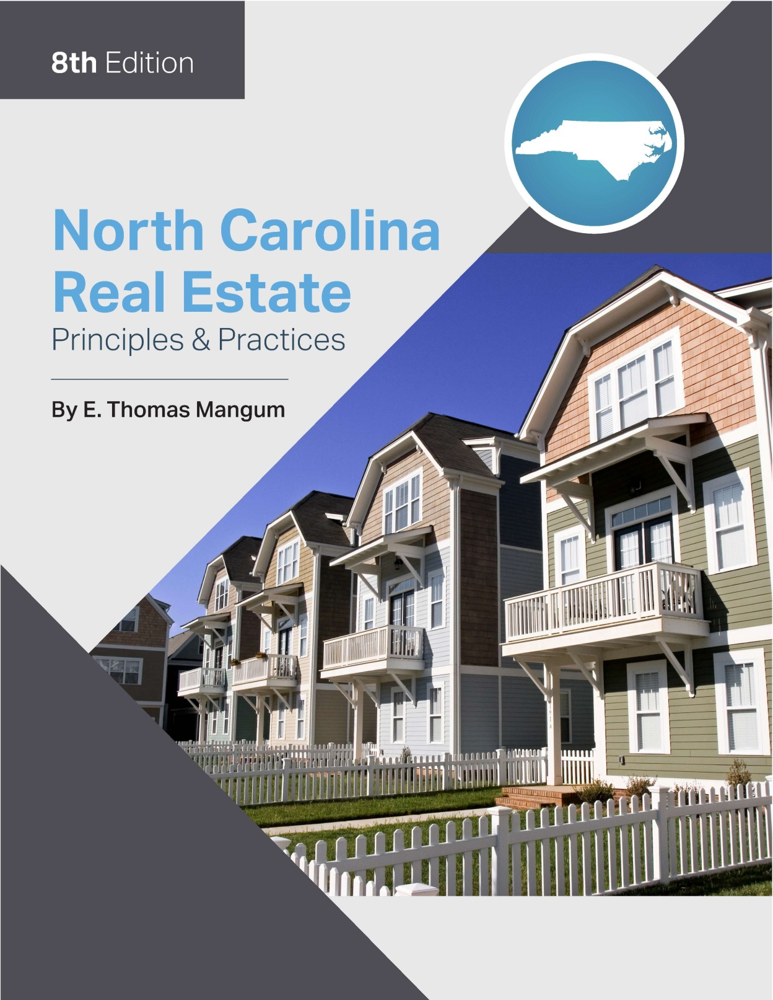 8th Edition
North Carolina
Real Estate
Principles & Practices
By E. Thomas Mangum